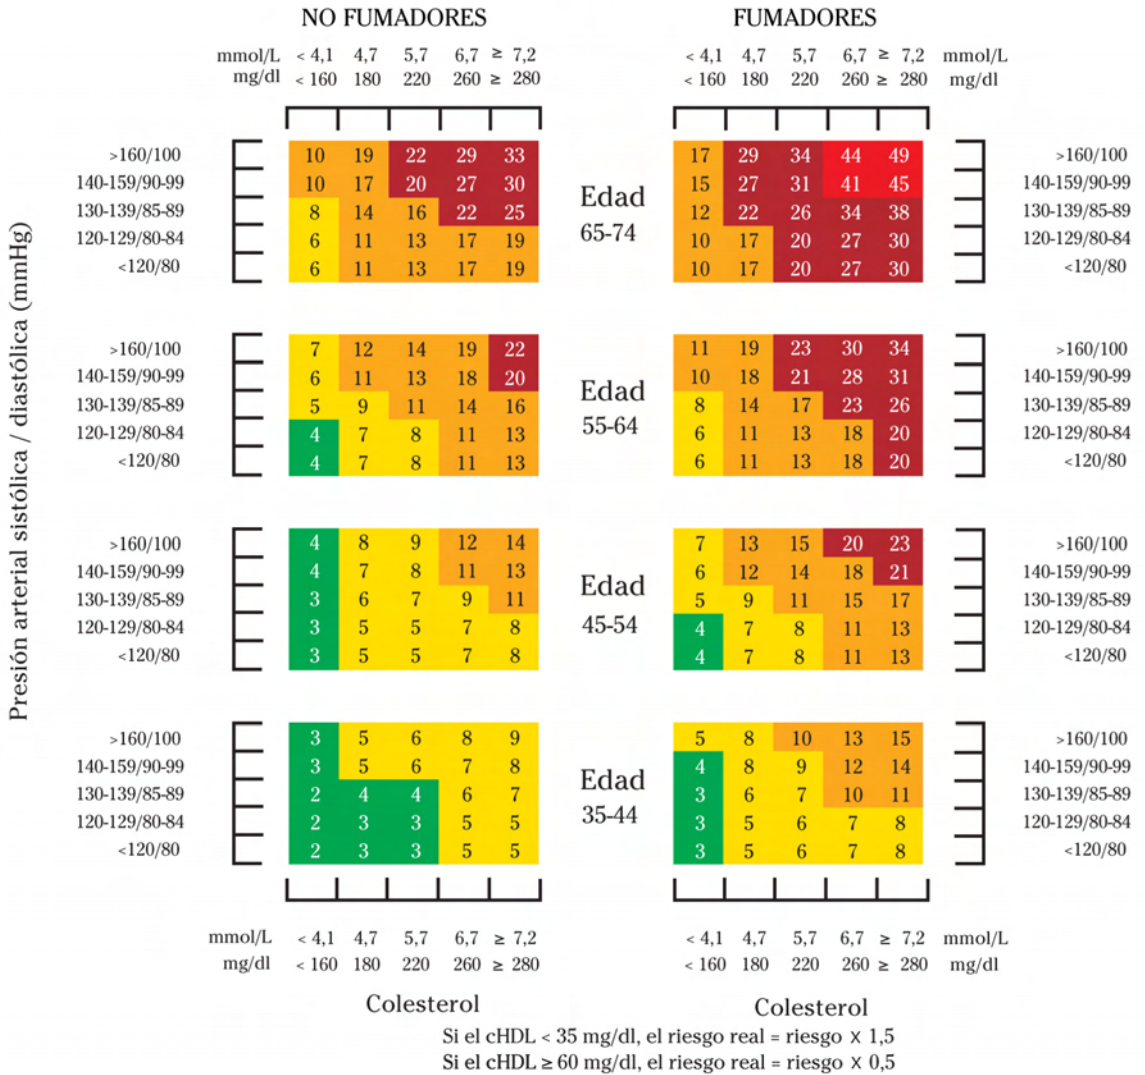 NO FUMADORES FUMADORES
mmol/L < 4,1 4,7 5,7 6,7 ≥ 7,2 < 4,1 4,7 5,7 6,7 ≥ 7,2 mmol/L
mg/dl < 160 180 220 260 ≥ 280 < 160 180 220 260 ≥ 280 mg/dl
Presión arterial sistólica / diastólica (mmHg)
>160/100 10 19 22 29 33 17 29 34 44 49 >160/100
140-159/90-99 10 17 20 27 30 15 27 31 41 45 140-159/90-99
130-139/85-89 8 14 16 22 25 12 22 26 34 38 130-139/85-89
120-129/80-84 6 11 13 17 19 10 17 20 27 30 120-129/80-84
<120/80 6 11 13 17 19 10 17 20 27 30 <120/80
Edad
65-74
>160/100 7 12 14 19 22 11 19 23 30 34 >160/100
140-159/90-99 6 11 13 18 20 10 18 21 28 31 140-159/90-99
130-139/85-89 5 9 11 14 16 8 14 17 23 26 130-139/85-89
120-129/80-84 4 7 8 11 13 6 11 13 18 20 120-129/80-84
<120/80 4 7 8 11 13 6 11 13 18 20 <120/80
Edad
55-64
>160/100 4 8 9 12 14 7 13 15 20 23 >160/100
140-159/90-99 4 7 8 11 13 6 12 14 18 21 140-159/90-99
130-139/85-89 3 6 7 9 11 5 9 11 15 17 130-139/85-89
120-129/80-84 3 5 5 7 8 4 7 8 11 13 120-129/80-84
<120/80 3 5 5 7 8 4 7 8 11 13 <120/80
Edad
45-54
>160/100 3 5 6 8 9 5 8 10 13 15 >160/100
140-159/90-99 3 5 6 7 8 4 8 9 12 14 140-159/90-99
130-139/85-89 2 4 4 6 7 3 6 7 10 11 130-139/85-89
120-129/80-84 2 3 3 5 5 3 5 6 7 8 120-129/80-84
<120/80 2 3 3 5 5 3 5 6 7 8 <120/80
Edad
35-44
mmol/L < 4,1 4,7 5,7 6,7 ≥ 7,2 < 4,1 4,7 5,7 6,7 ≥ 7,2 mmol/L
mg/dl < 160 180 220 260 ≥ 280 < 160 180 220 260 ≥ 280 mg/dl
Colesterol Colesterol
Si el cHDL < 35 mg/dl, el riesgo real = riesgo X 1,5
Si el cHDL ≥ 60 mg/dl, el riesgo real = riesgo X 0,5